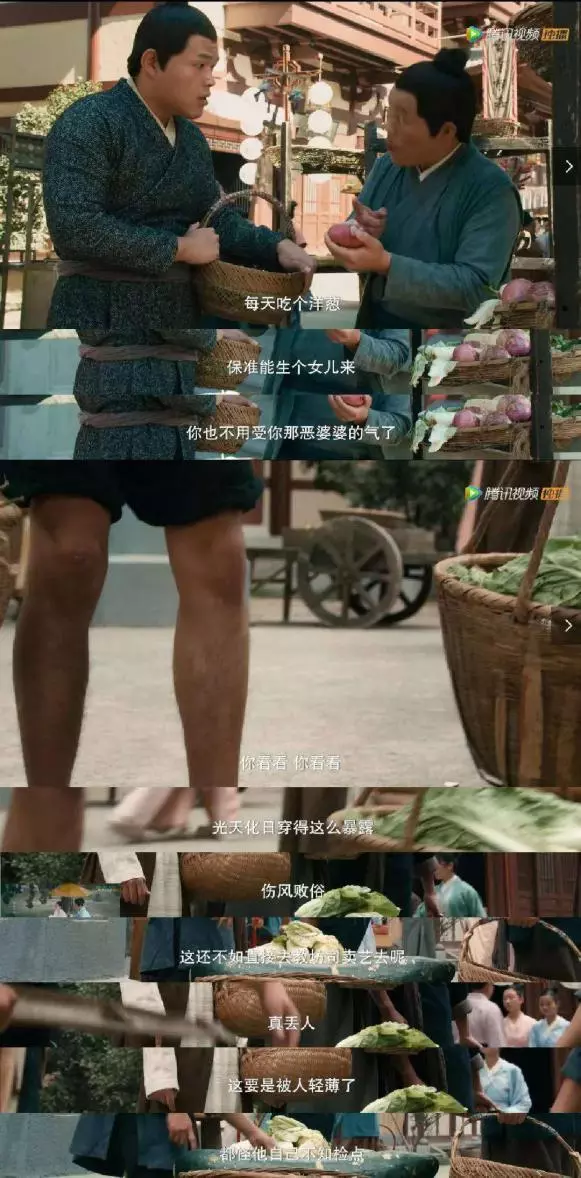 腾讯视频 独播
每天吃个洋葱
保准能生个女儿来
你也不用受你那恶婆婆的气了
腾讯视频 独播
你看看 你看看
光天化日穿得这么暴露
伤风败俗
这还不如直接去教坊司卖艺去呢
真丢人
这要是被人轻薄了
都怪他自己不知检点